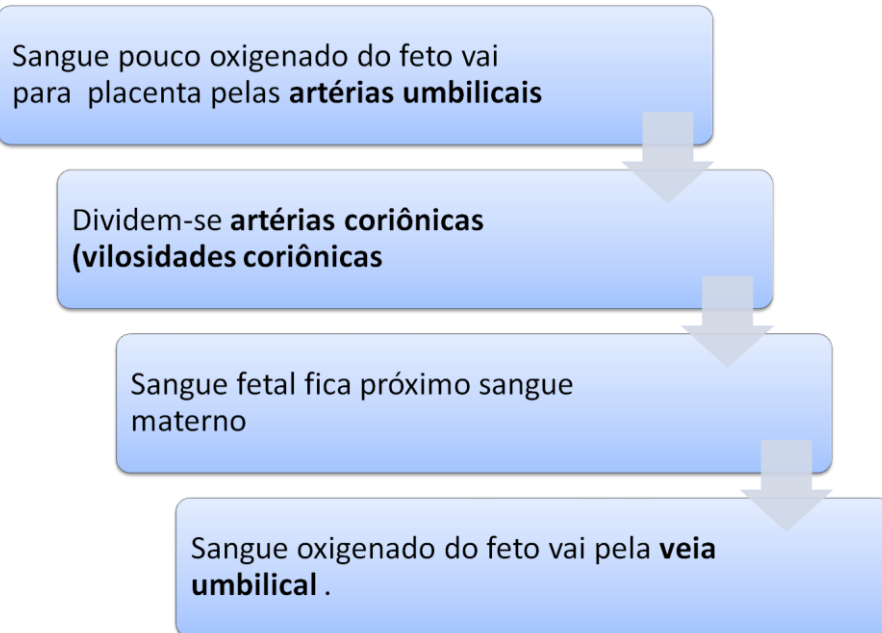 Sangue pouco oxigenado do feto vai
para placenta pelas artérias umbilicais
Dividem-se artérias coriônicas
(vilosidades coriônicas
Sangue fetal fica próximo sangue
materno
Sangue oxigenado do feto vai pela veia
umbilical .